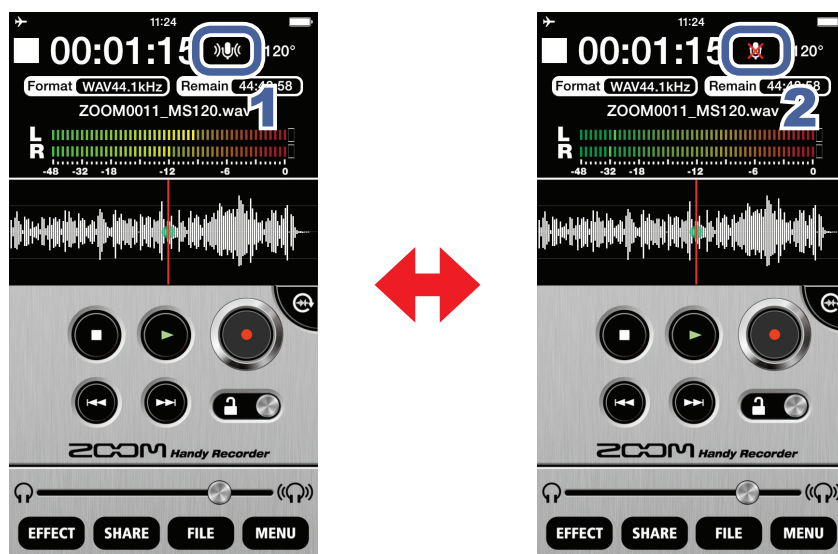 11:24
00:01:15 120°
Format WAV44.1kHz Remain 44:48:58
1
ZOOM0011_MS120.wav
L
R
-48 -32 -18 -12 -6 0
ZOOM Handy Recorder
EFFECT SHARE FILE MENU
11:24
00:01:15 120°
Format WAV44.1kHz Remain
2
ZOOM0011_MS120.wav
L
R
-48 -32 -18 -12 -6 0
ZOOM Handy Recorder
EFFECT SHARE FILE MENU